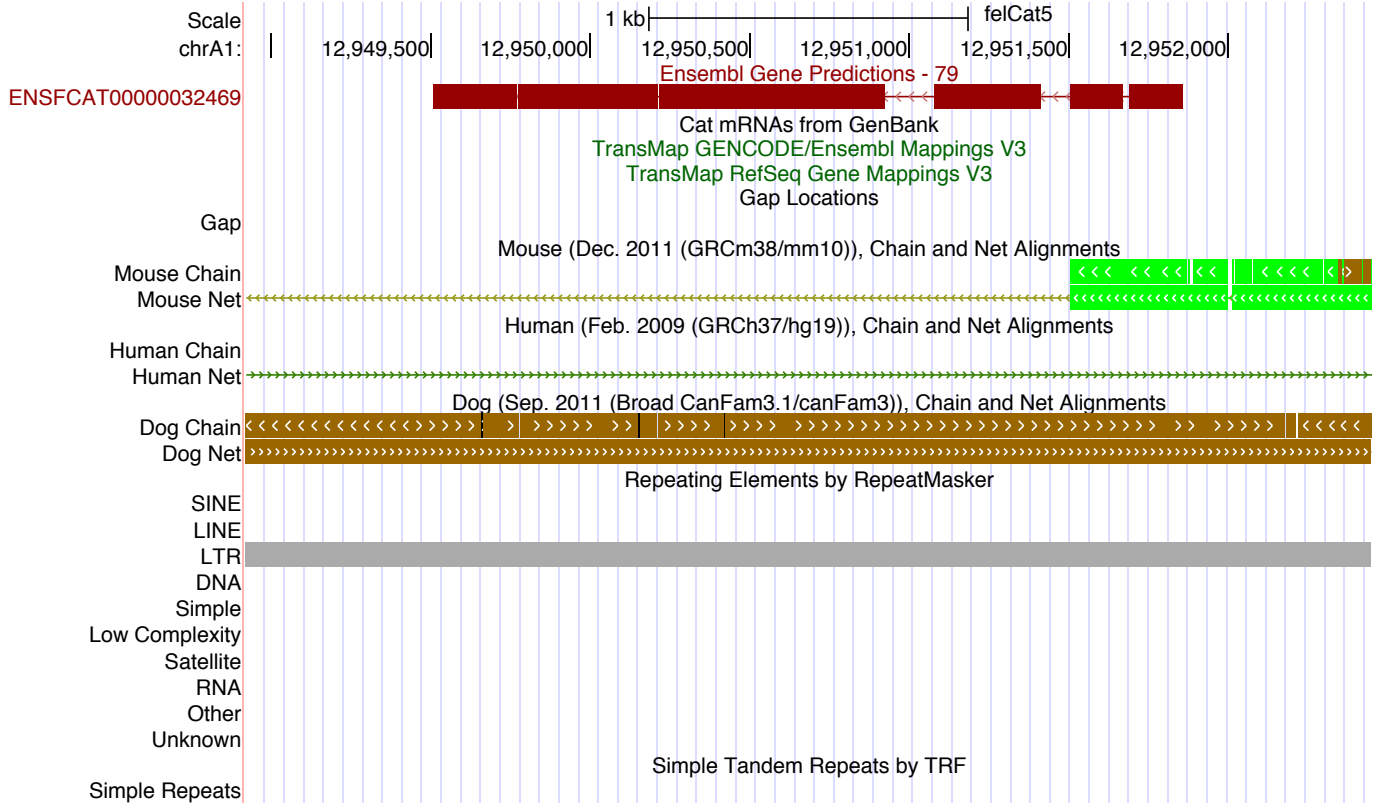 Scale 1 kb felCat5
chrA1: 12,949,500 12,950,000 12,950,500 12,951,000 12,951,500 12,952,000
Ensembl Gene Predictions - 79
ENSFCAT00000032469
Cat mRNAs from GenBank
TransMap GENCODE/Ensembl Mappings V3
TransMap RefSeq Gene Mappings V3
Gap Locations
Gap
Mouse (Dec. 2011 (GRCm38/mm10)), Chain and Net Alignments
Mouse Chain
Mouse Net
Human (Feb. 2009 (GRCh37/hg19)), Chain and Net Alignments
Human Chain
Human Net
Dog (Sep. 2011 (Broad CanFam3.1/canFam3)), Chain and Net Alignments
Dog Chain
Dog Net
Repeating Elements by RepeatMasker
SINE
LINE
LTR
DNA
Simple
Low Complexity
Satellite
RNA
Other
Unknown
Simple Tandem Repeats by TRF
Simple Repeats